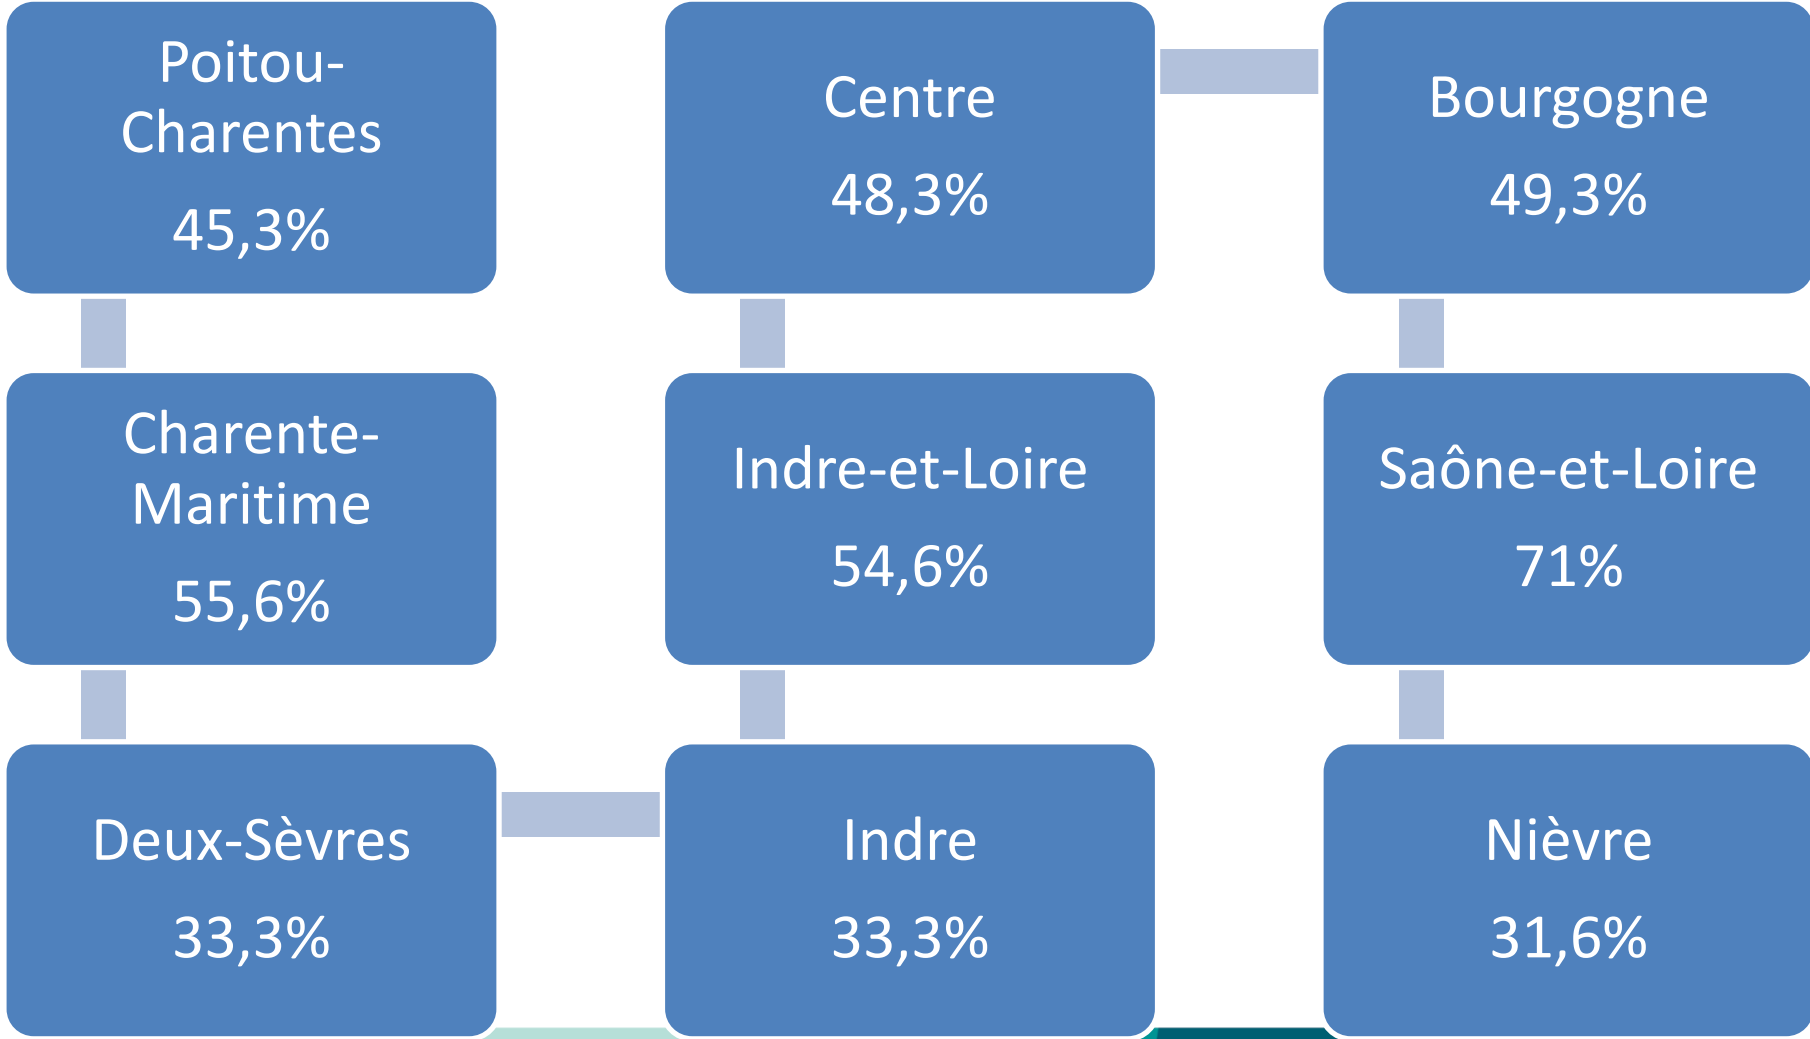 Poitou-
Charentes
45,3%
Charente-
Maritime
55,6%
Deux-Sèvres
33,3%
Indre
33,3%
Indre-et-Loire
54,6%
Centre
48,3%
Bourgogne
49,3%
Saône-et-Loire
71%
Nièvre
31,6%